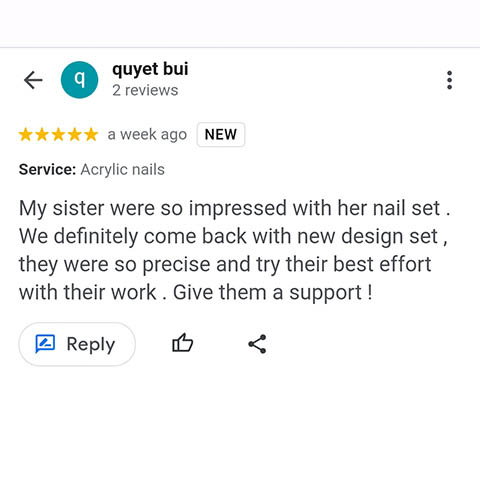 q
quyet bui
2 reviews
a week ago NEW
Service: Acrylic nails
My sister were so impressed with her nail set .
We definitely come back with new design set ,
they were so precise and try their best effort
with their work . Give them a support !
Reply